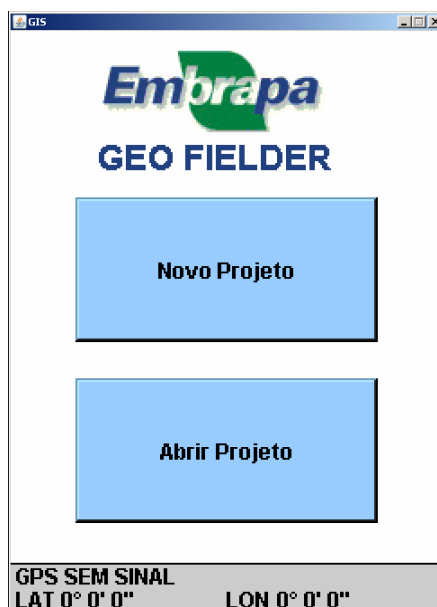 GIS
Embrapa
GEO FIELDER
Novo Projeto
Abrir Projeto
GPS SEM SINAL
LAT 0° 0' 0" LON 0° 0' 0"